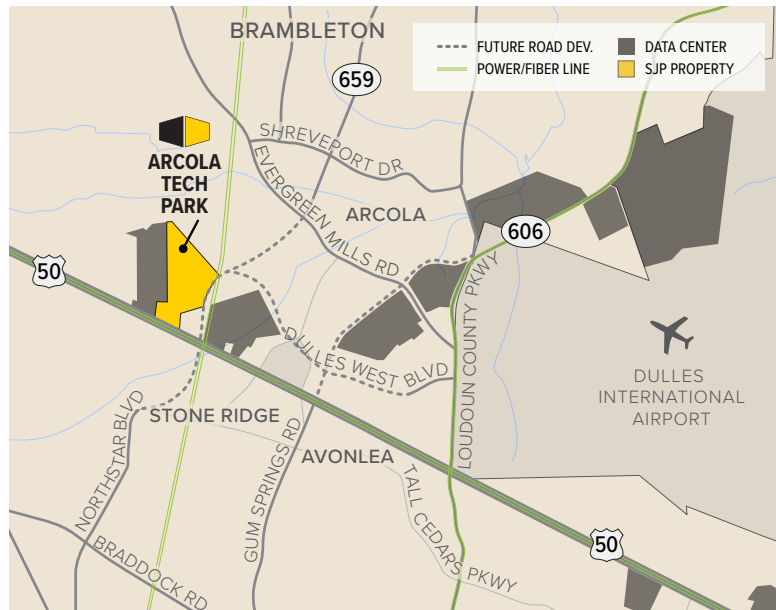 BRAMBLETON
FUTURE ROAD DEV.
DATA CENTER
POWER/FIBER LINE
SJP PROPERTY
659
SHREVEPORT DR
ARCOLA
TECH
PARK
EVERGREEN MILLS RD
ARCOLA
606
50
LOUDOUN COUNTY PKWY
DULLES WEST BLVD
DULLES
INTERNATIONAL
AIRPORT
STONE RIDGE
NORTHSTAR BLVD
GUM SPRINGS RD
AVONLEA
TALL CEDARS PKWY
50
BRADDOCK RD